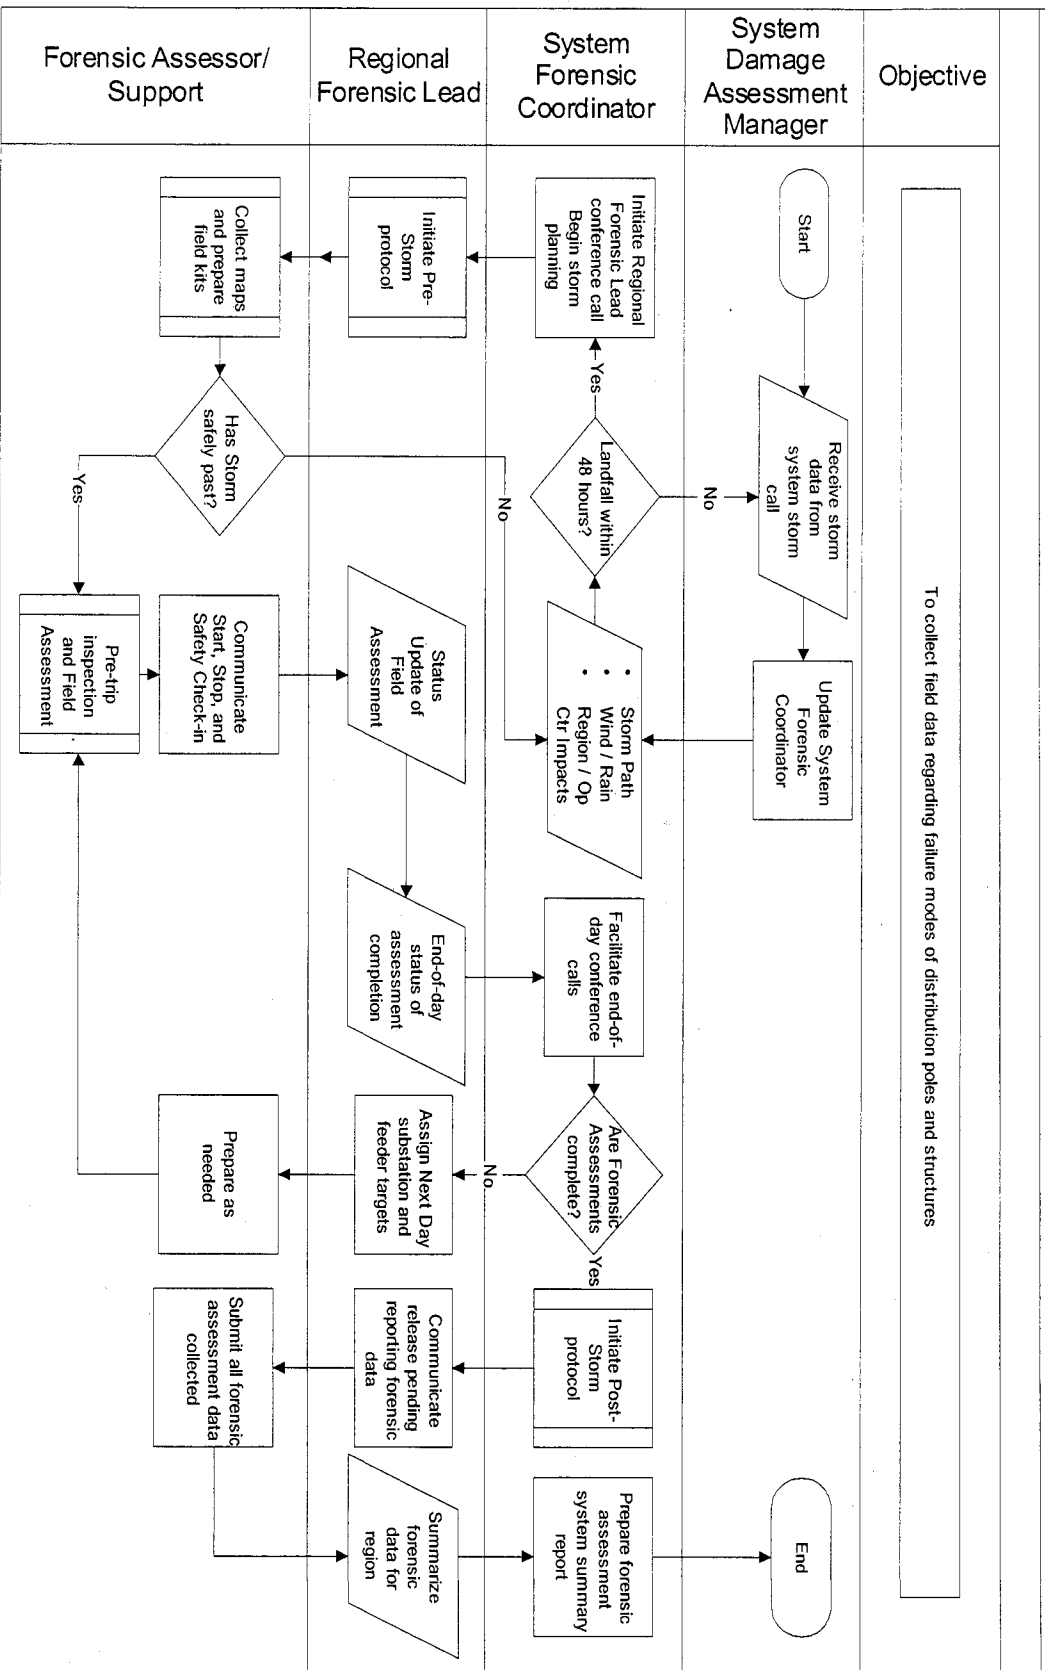 Objective
To collect field data regarding failure modes of distribution poles and structures
System
Damage
Assessment
Manager
Start
Receive storm
data from
system storm
call
Update System
Forensic
Coordinator
End
System
Forensic
Coordinator
Initiate Regional
Forensic Lead
conference call
Begin storm
planning
Yes
Landfall within
48 hours?
No
• Storm Path
• Wind / Rain
• Region / Op
Ctr Impacts
Facilitate end-of-
day conference
calls
Are Forensic
Assessments
complete?
Yes
No
Initiate Post-
Storm
protocol
Prepare forensic
assessment
system summary
report
Regional
Forensic Lead
Initiate Pre-
Storm
protocol
No
Status
Update of
Field
Assessment
End-of-day
status of
assessment
completion
Assign Next Day
substation and
feeder targets
Communicate
release pending
reporting forensic
data
Summarize
forensic
data for
region
Forensic Assessor/
Support
Collect maps
and prepare
field kits
Has Storm
safely past?
Yes
Communicate
Start, Stop, and
Safety Check-in
Pre-trip
inspection
and Field
Assessment
Prepare as
needed
Submit all forensic
assessment data
collected